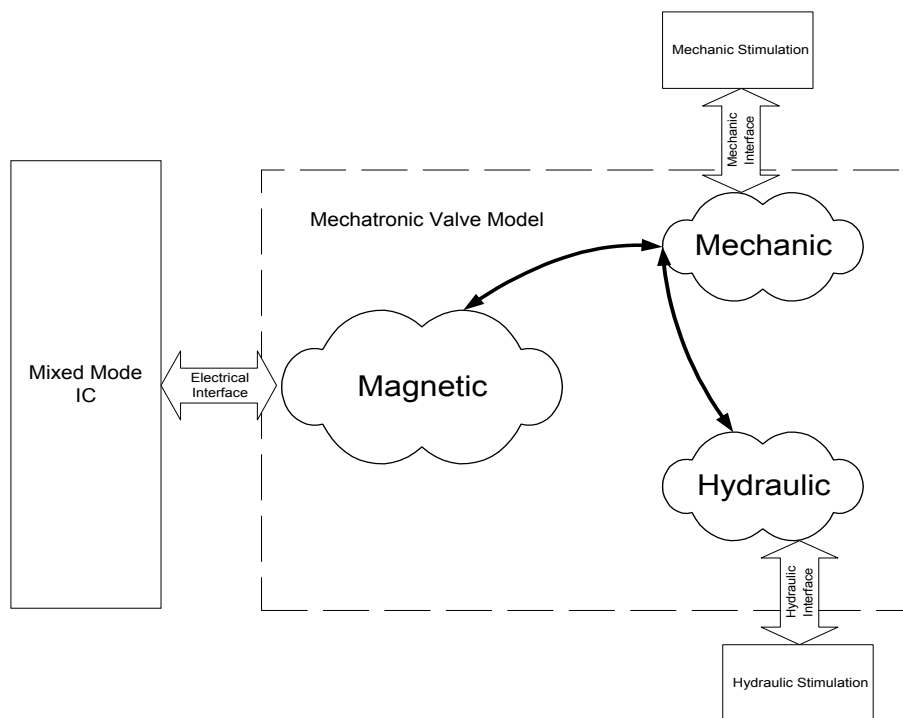 Mechanic Stimulation
Mechanic
Interface
Mechatronic Valve Model
Mechanic
Mixed Mode
IC
Electrical
Interface
Magnetic
Hydraulic
Hydraulic
Interface
Hydraulic Stimulation